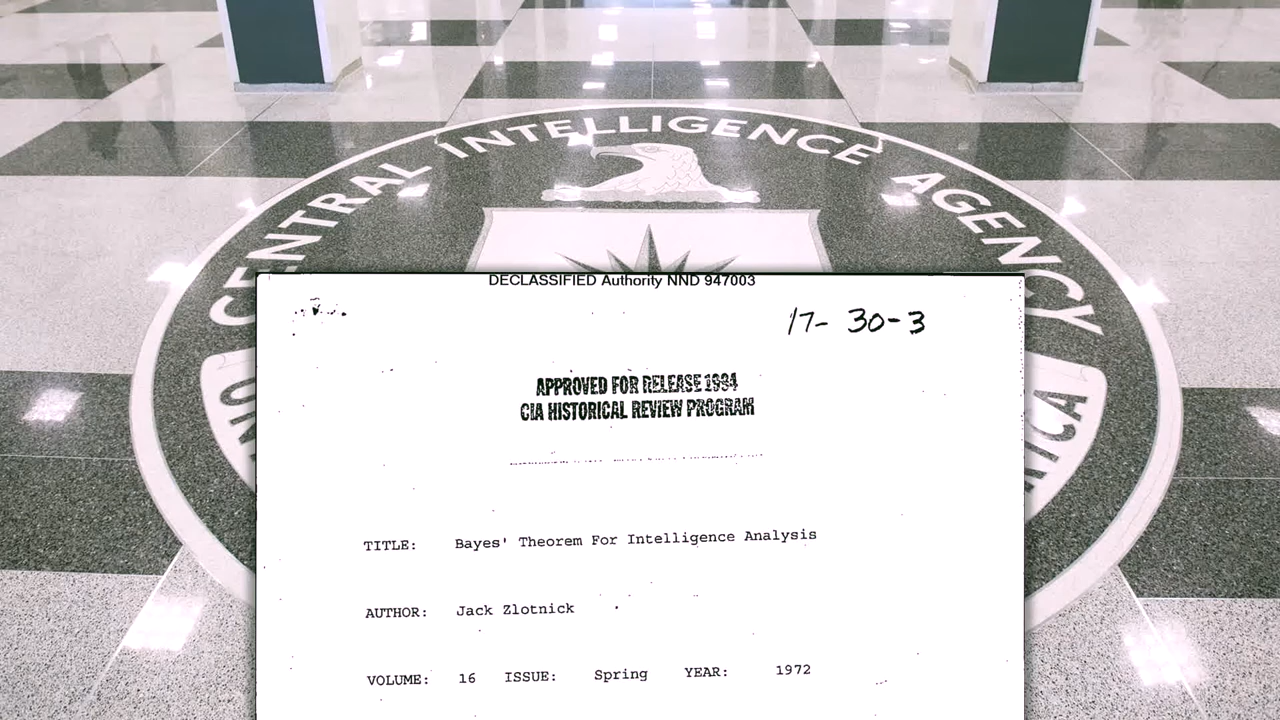 CENTRAL INTELLIGENCE AGENCY
DECLASSIFIED Authority NND 947003
17- 30-3
APPROVED FOR RELEASE 1994
CIA HISTORICAL REVIEW PROGRAM
TITLE: Bayes' Theorem For Intelligence Analysis
AUTHOR: Jack Zlotnick
VOLUME: 16 ISSUE: Spring YEAR: 1972